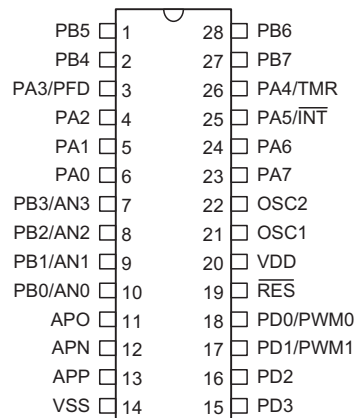 PB5 1 28 PB6
PB4 2 27 PB7
PA3/PFD 3 26 PA4/TMR
PA2 4 25 PA5/INT
PA1 5 24 PA6
PA0 6 23 PA7
PB3/AN3 7 22 OSC2
PB2/AN2 8 21 OSC1
PB1/AN1 9 20 VDD
PB0/AN0 10 19 RES
APO 11 18 PD0/PWM0
APN 12 17 PD1/PWM1
APP 13 16 PD2
VSS 14 15 PD3